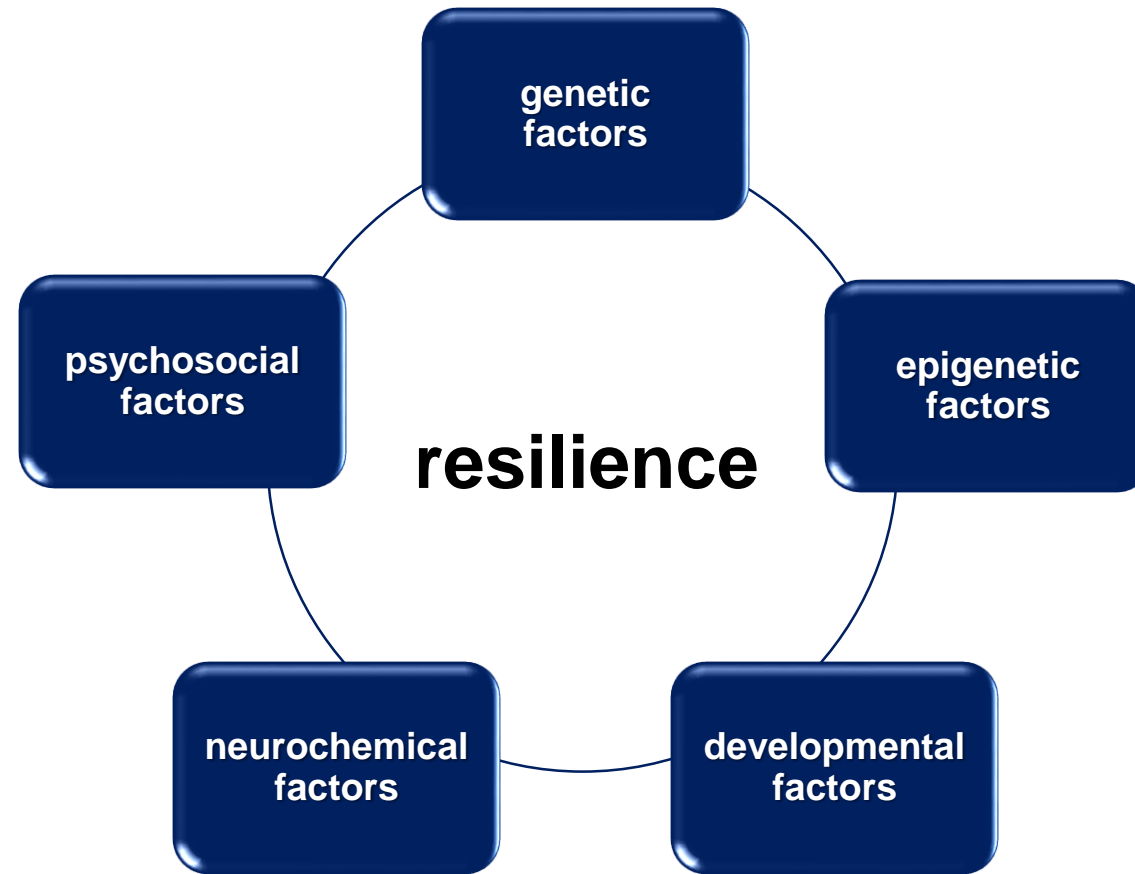 genetic
factors
psychosocial
factors
epigenetic
factors
resilience
neurochemical
factors
developmental
factors